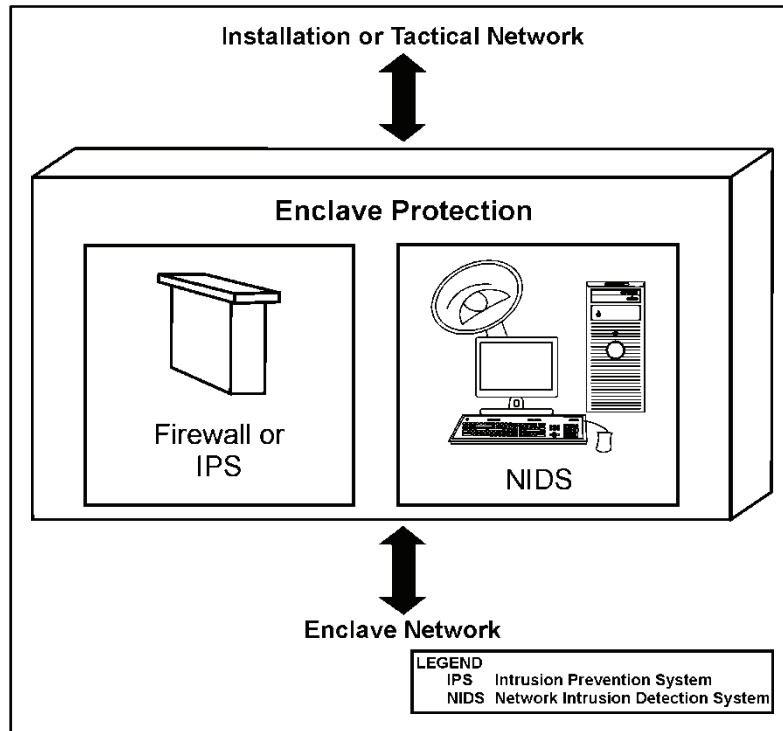 Installation or Tactical Network
Enclave Protection
Firewall or
IPS
NIDS
Enclave Network
LEGEND
IPS Intrusion Prevention System
NIDS Network Intrusion Detection System